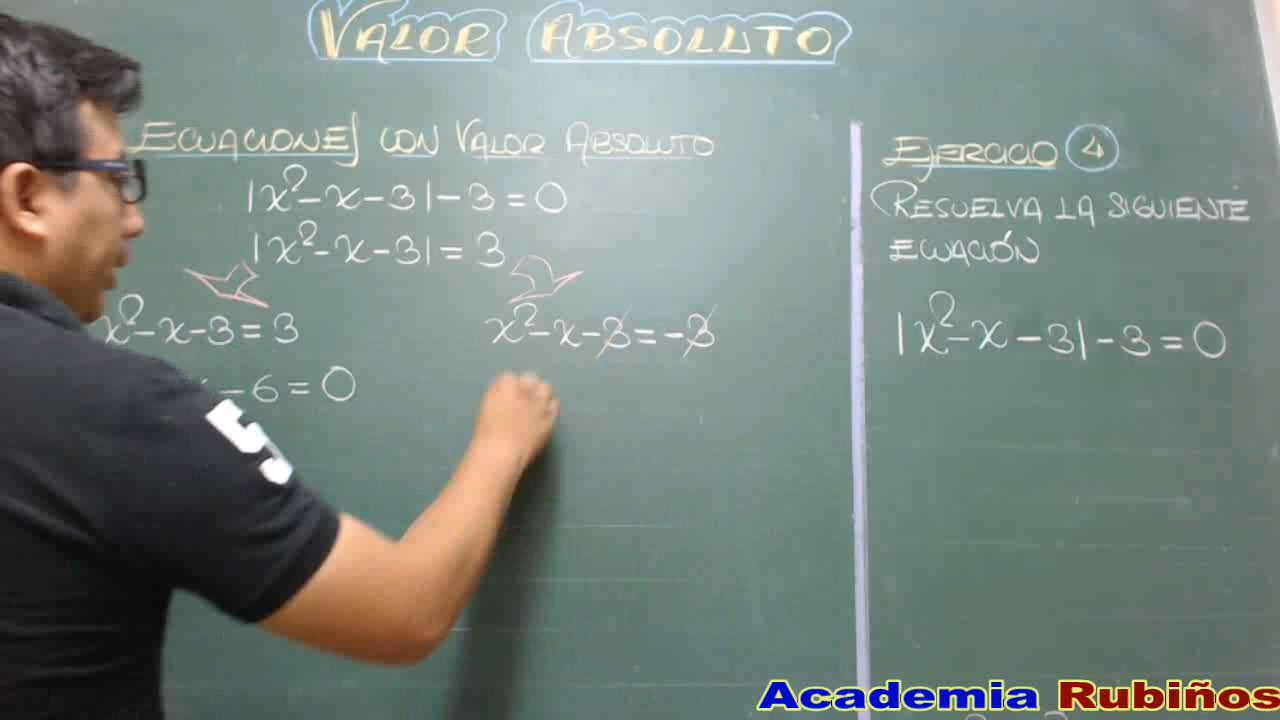 VALOR ABSOLUTO
ECUACIONES CON VALOR ABSOLUTO
|x²-x-3|-3=0
|x²-x-3|=3
x²-x-3=3
x²-x-3=-3
-6=0
EJERCICIO 4
RESUELVA LA SIGUIENTE
ECUACIÓN
|x²-x-3|-3=0
5
Academia Rubiños